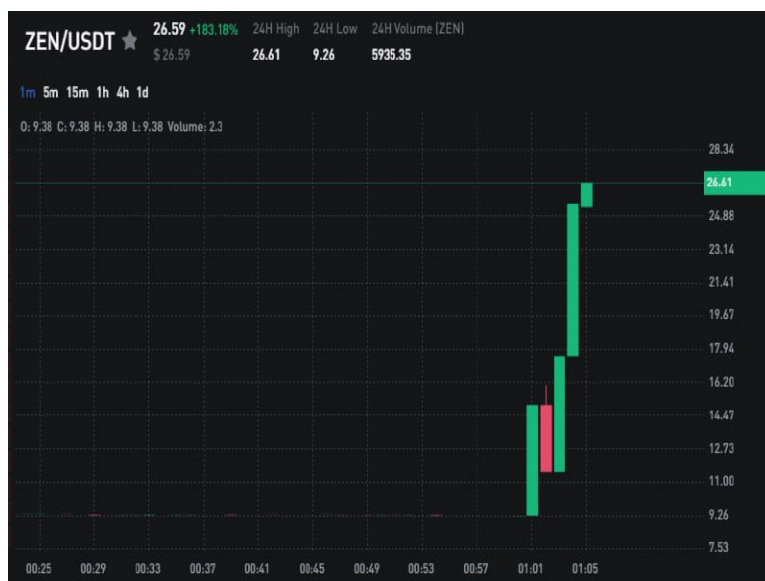 ZEN/USDT
26.59 +183.18% 24H High 24H Low 24H Volume (ZEN)
$ 26.59 26.61 9.26 5935.35
1m 5m 15m 1h 4h 1d
O: 9.38 C: 9.38 H: 9.38 L: 9.38 Volume: 2.3
28.34
26.61
24.88
23.14
21.41
19.67
17.94
16.20
14.47
12.73
11.00
9.26
7.53
00:25 00:29 00:33 00:37 00:41 00:45 00:49 00:53 00:57 01:01 01:05